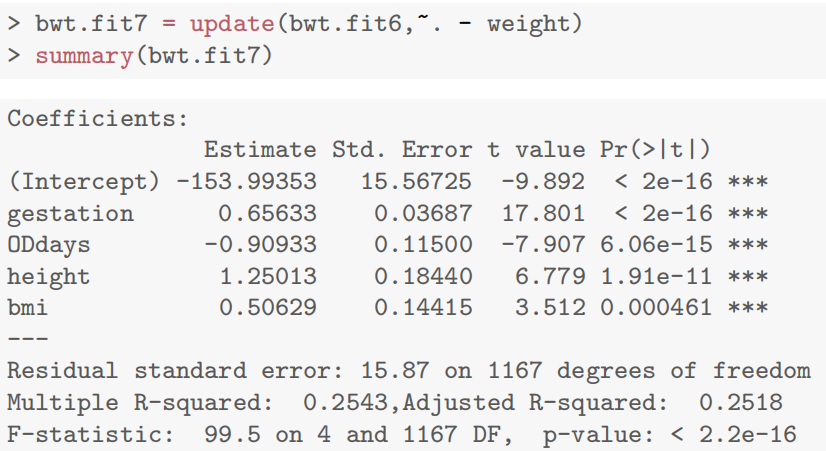 > bwt.fit7 = update(bwt.fit6,~. - weight)
> summary(bwt.fit7)
Coefficients:
Estimate Std. Error t value Pr(>|t|)
(Intercept) -153.99353 15.56725 -9.892 < 2e-16 ***
gestation 0.65633 0.03687 17.801 < 2e-16 ***
ODdays -0.90933 0.11500 -7.907 6.06e-15 ***
height 1.25013 0.18440 6.779 1.91e-11 ***
bmi 0.50629 0.14415 3.512 0.000461 ***
---
Residual standard error: 15.87 on 1167 degrees of freedom
Multiple R-squared: 0.2543,Adjusted R-squared: 0.2518
F-statistic: 99.5 on 4 and 1167 DF, p-value: < 2.2e-16